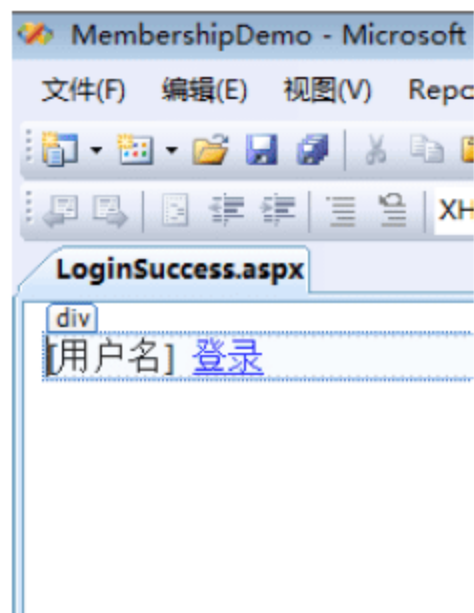 MembershipDemo - Microsoft
文件(F) 编辑(E) 视图(V) Repo
XH
LoginSuccess.aspx
div
[用户名] 登录